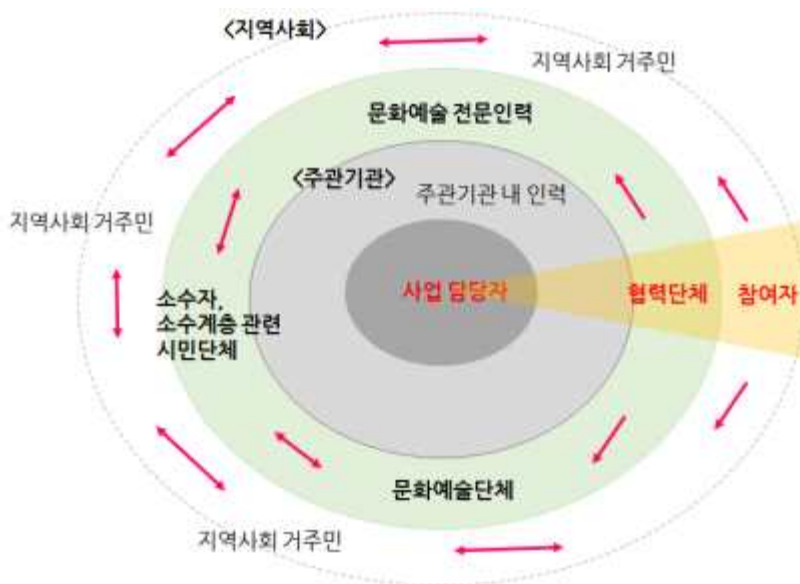 <지역사회>
지역사회 거주민
문화예술 전문인력
<주관기관>
주관기관 내 인력
지역사회 거주민
사업 담당자
협력단체
참여자
소수자,
소수계층 관련
시민단체
문화예술단체
지역사회 거주민